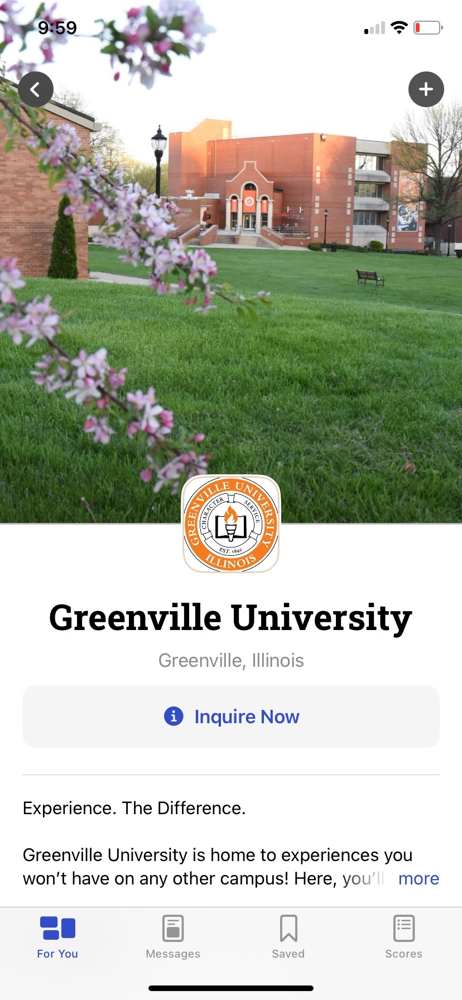 9:59
GREENVILLE UNIVERSITY
CHARACTER
SERVICE
EST. 1892
ILLINOIS
Greenville University
Greenville, Illinois
Inquire Now
Experience. The Difference.
Greenville University is home to experiences you
won’t have on any other campus! Here, you’ll more
For You
Messages
Saved
Scores